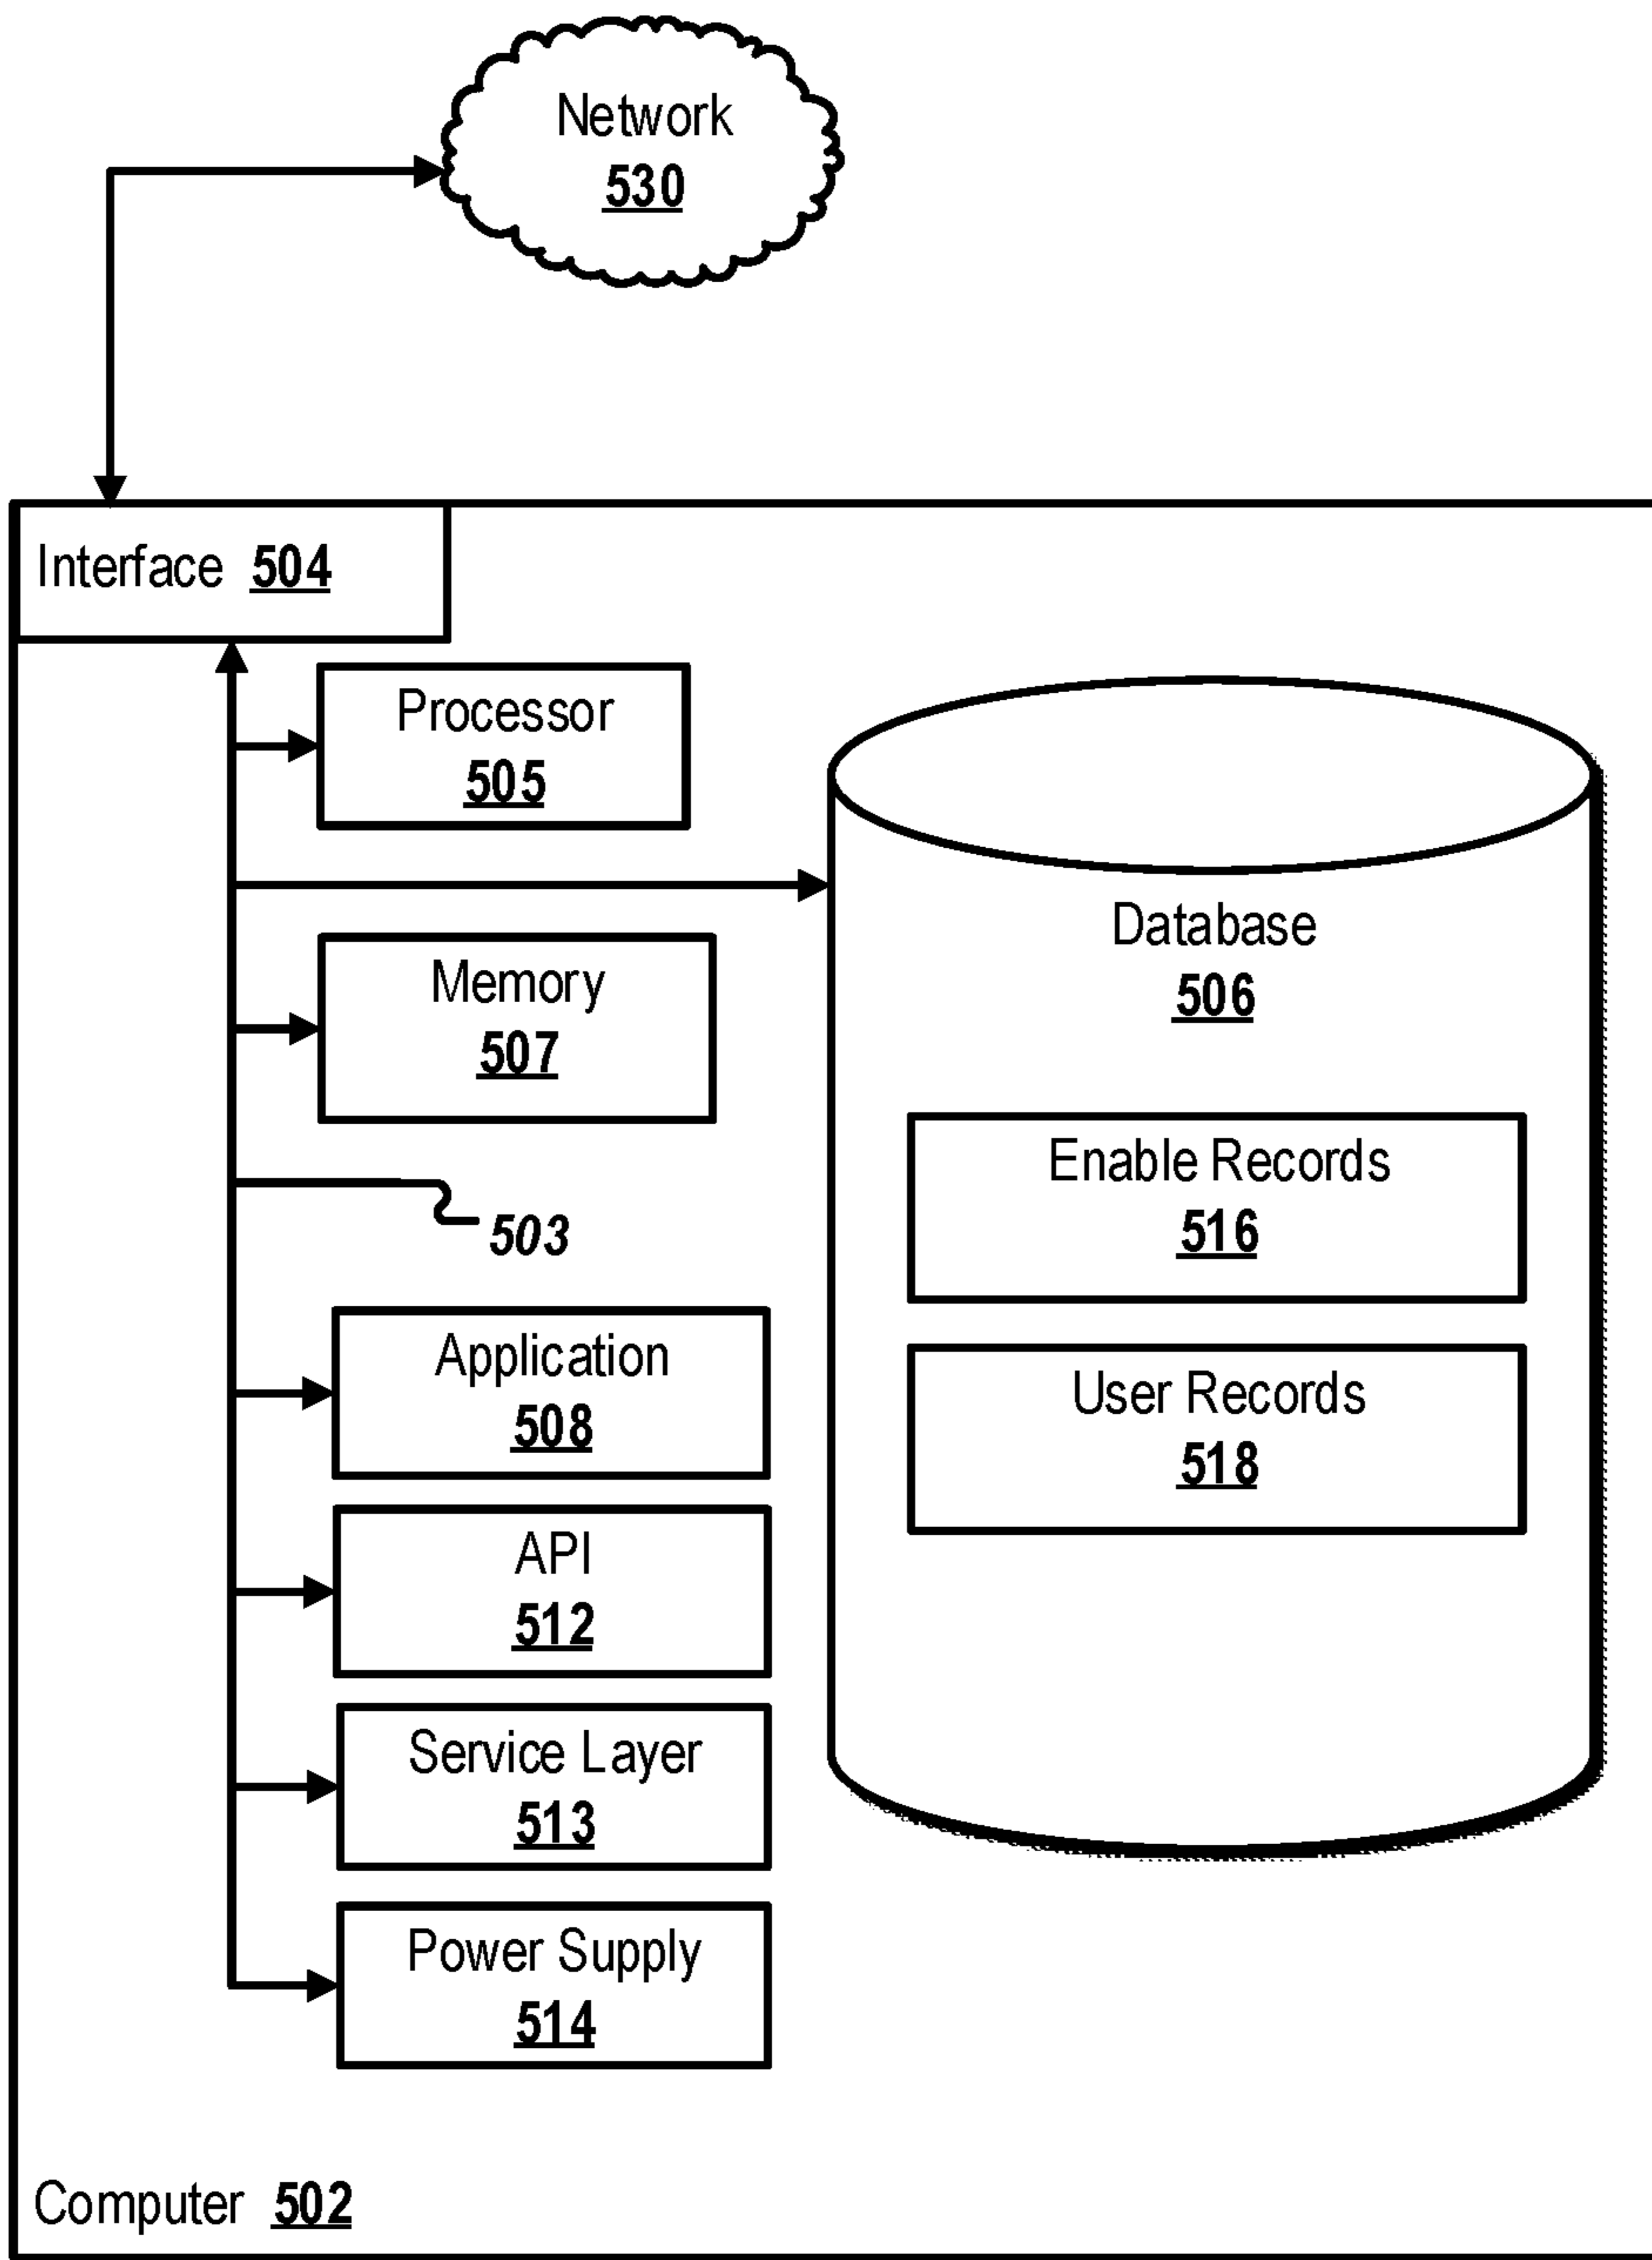 Network
530
Interface 504
Processor
505
Database
506
Memory
507
Enable Records
516
503
Application
508
User Records
518
API
512
Service Layer
513
Power Supply
514
Computer 502